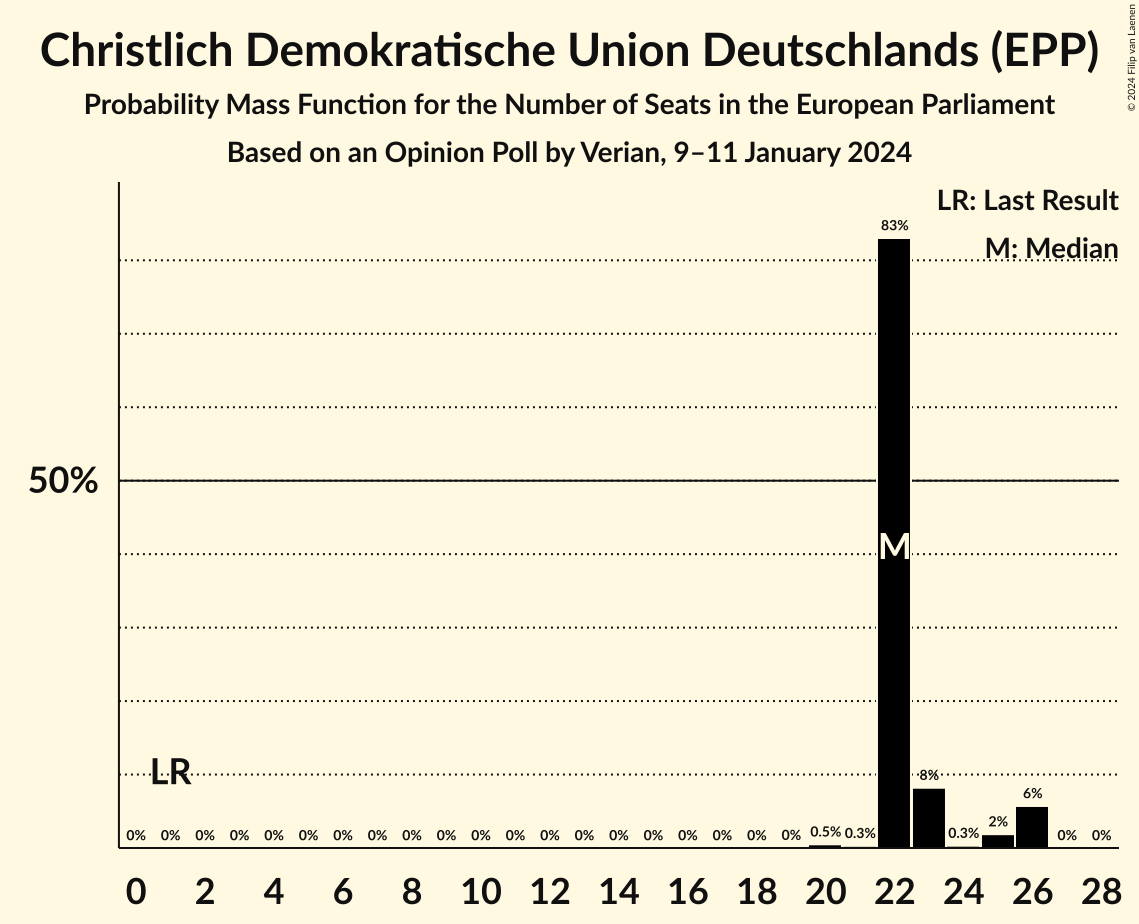 Christlich Demokratische Union Deutschlands (EPP)
Probability Mass Function for the Number of Seats in the European Parliament
Based on an Opinion Poll by Verian, 9–11 January 2024
© 2024 Filip van Laenen
LR: Last Result
M: Median
83%
50%
M
LR
8%
6%
0% 0% 0% 0% 0% 0% 0% 0% 0% 0% 0% 0% 0% 0% 0% 0% 0% 0% 0% 0% 0.5% 0.3% 0.3% 2% 0% 0%
0 2 4 6 8 10 12 14 16 18 20 22 24 26 28